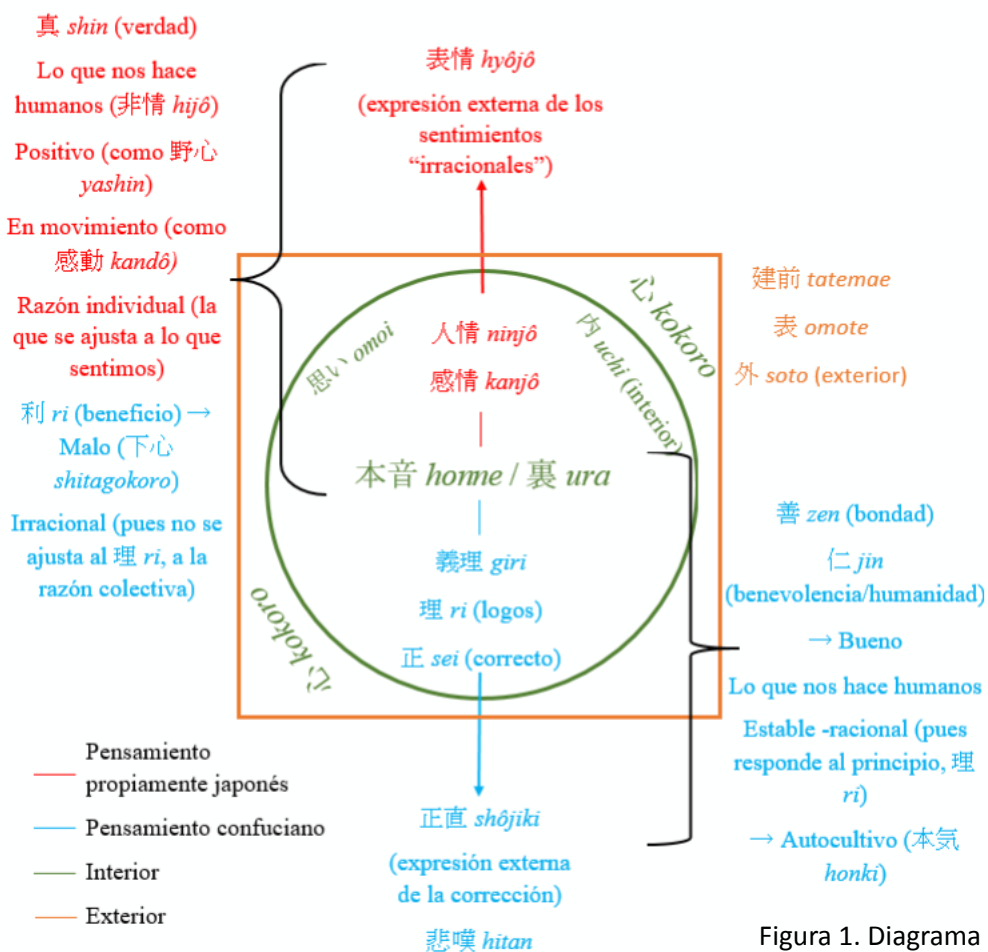 真 shin (verdad)
Lo que nos hace
humanos (非情 hijô)
Positivo (como 野心
yashin)
En movimiento (como
感動 kandô)
Razón individual (la
que se ajusta a lo que
sentimos)
利 ri (beneficio) →
Malo (下心
shitagokoro)
Irracional (pues no se
ajusta al 理 ri, a la
razón colectiva)
表情 hyôjô
(expresión externa de los
sentimientos
“irracionales”)
思い omoi
内 uchi (interior)
心 kokoro
人情 ninjô
感情 kanjô
本音 honne / 裏 ura
義理 giri
理 ri (logos)
正 sei (correcto)
心 kokoro
正直 shôjiki
(expresión externa
de la corrección)
悲嘆 hitan
建前 tatemae
表 omote
外 soto (exterior)
善 zen (bondad)
仁 jin
(benevolencia/humanidad)
→ Bueno
Lo que nos hace humanos
Estable -racional (pues
responde al principio, 理
ri)
→ Autocultivo (本気
honki)
Pensamiento
propiamente japonés
Pensamiento confuciano
Interior
Exterior
Figura 1. Diagrama